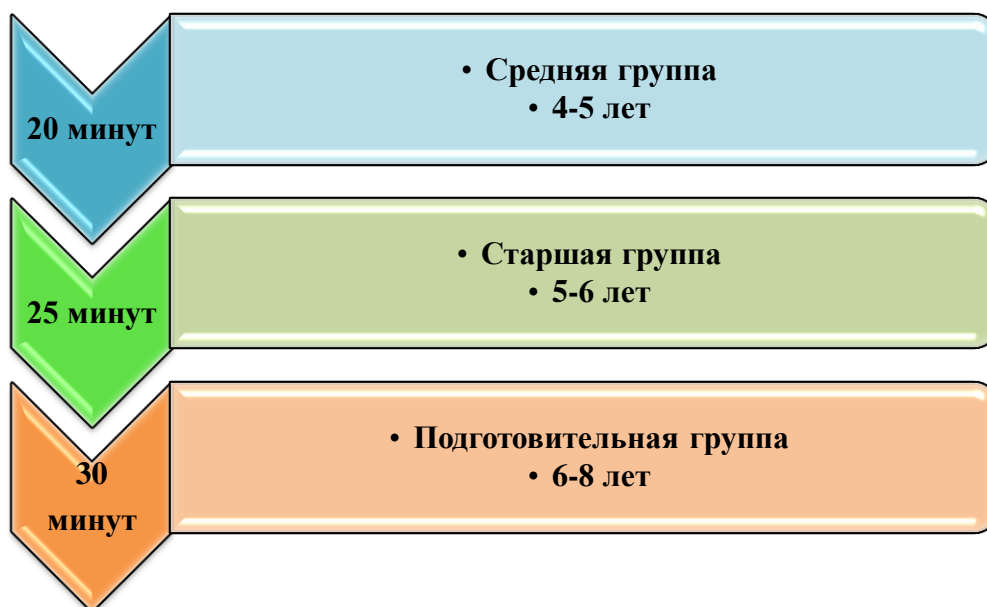 20 минут
• Средняя группа
• 4-5 лет
25 минут
• Старшая группа
• 5-6 лет
30
минут
• Подготовительная группа
• 6-8 лет